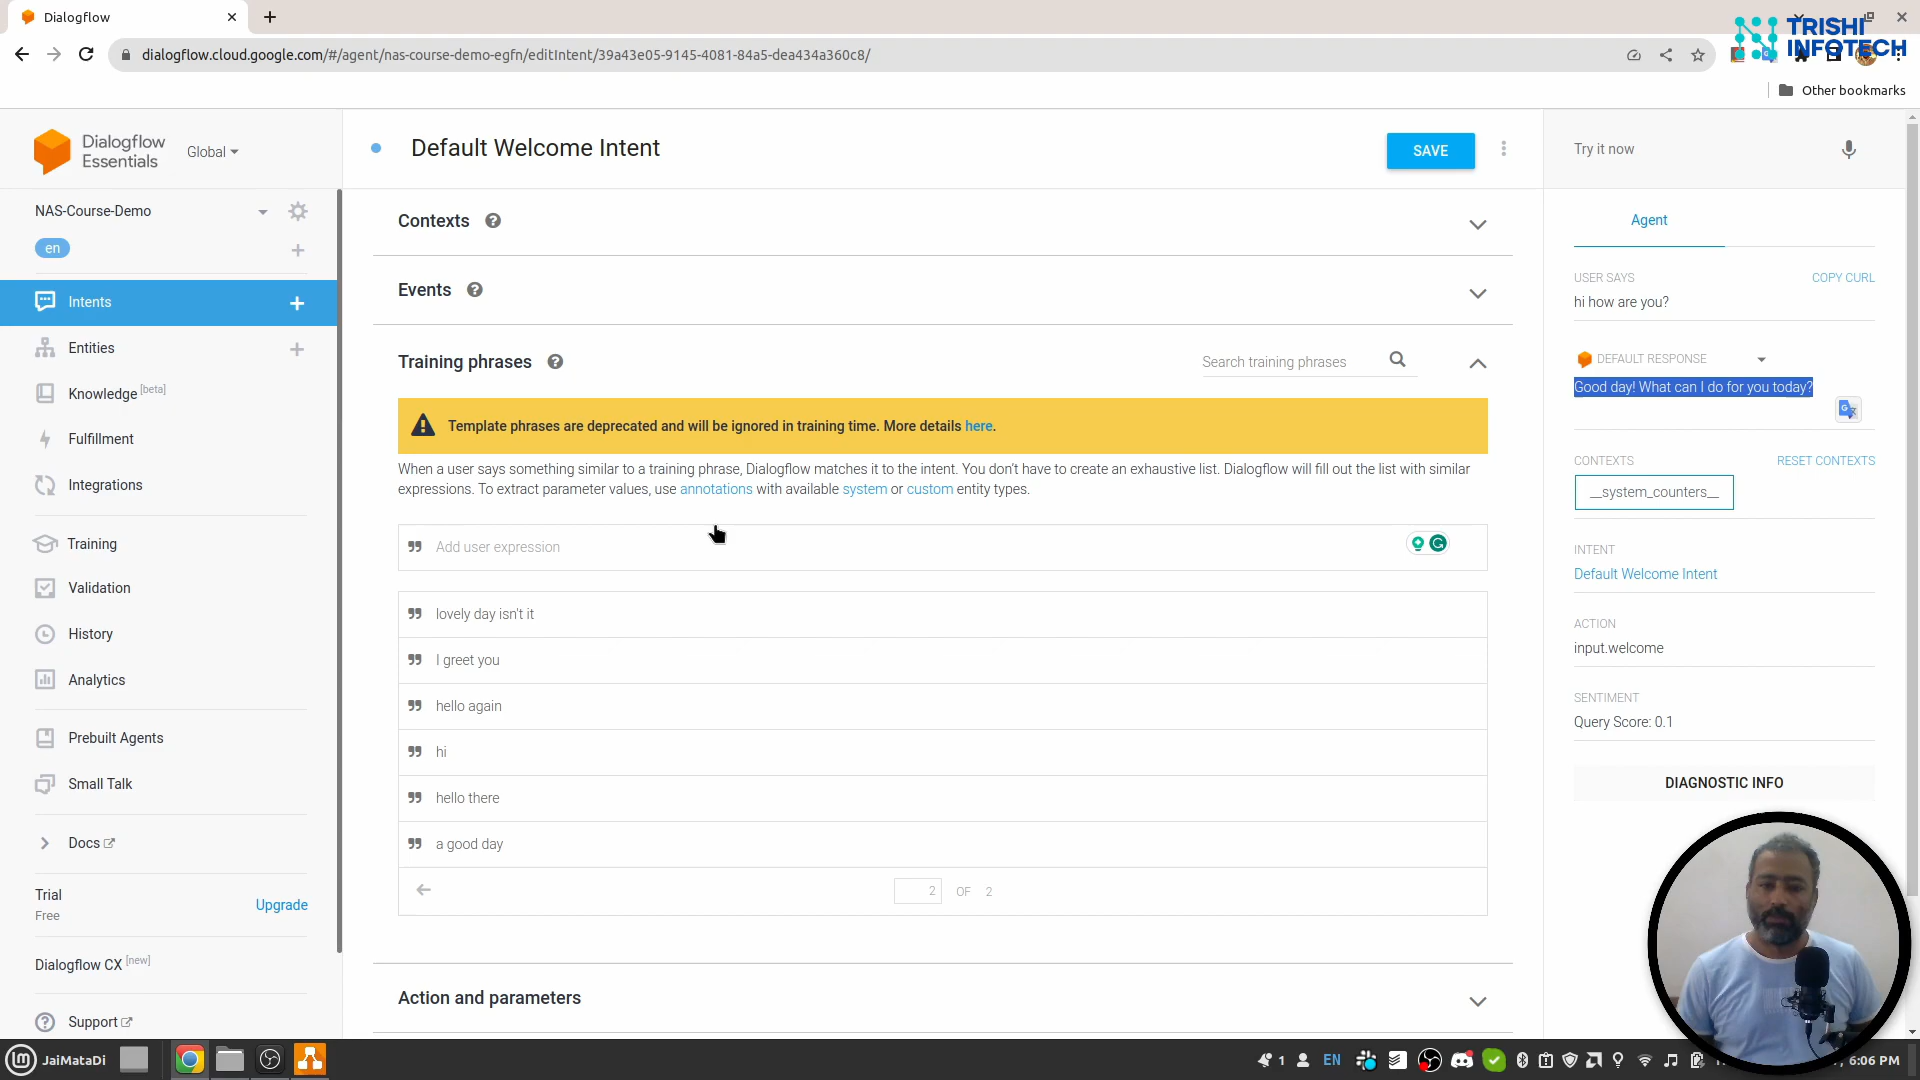 Dialogflow
TRISHI
INFOTECH
dialogflow.cloud.google.com/#/agent/nas-course-demo-egfn/editIntent/39a43e05-9145-4081-84a5-dea434a360c8/
Other bookmarks
Dialogflow
Essentials
Global
Default Welcome Intent
SAVE
Try it now
NAS-Course-Demo
en
Intents
Entities
Knowledge [beta]
Fulfillment
Integrations
Training
Validation
History
Analytics
Prebuilt Agents
Small Talk
Docs
Trial
Free
Upgrade
Dialogflow CX [new]
Support
Contexts
Events
Training phrases
Search training phrases
Template phrases are deprecated and will be ignored in training time. More details here.
When a user says something similar to a training phrase, Dialogflow matches it to the intent. You don't have to create an exhaustive list. Dialogflow will fill out the list with similar
expressions. To extract parameter values, use annotations with available system or custom entity types.
Add user expression
lovely day isn't it
I greet you
hello again
hi
hello there
a good day
2 OF 2
Action and parameters
Agent
USER SAYS
COPY CURL
hi how are you?
DEFAULT RESPONSE
Good day! What can I do for you today?
CONTEXTS
RESET CONTEXTS
__system_counters__
INTENT
Default Welcome Intent
ACTION
input.welcome
SENTIMENT
Query Score: 0.1
DIAGNOSTIC INFO
JaiMataDi
1
EN
6:06 PM